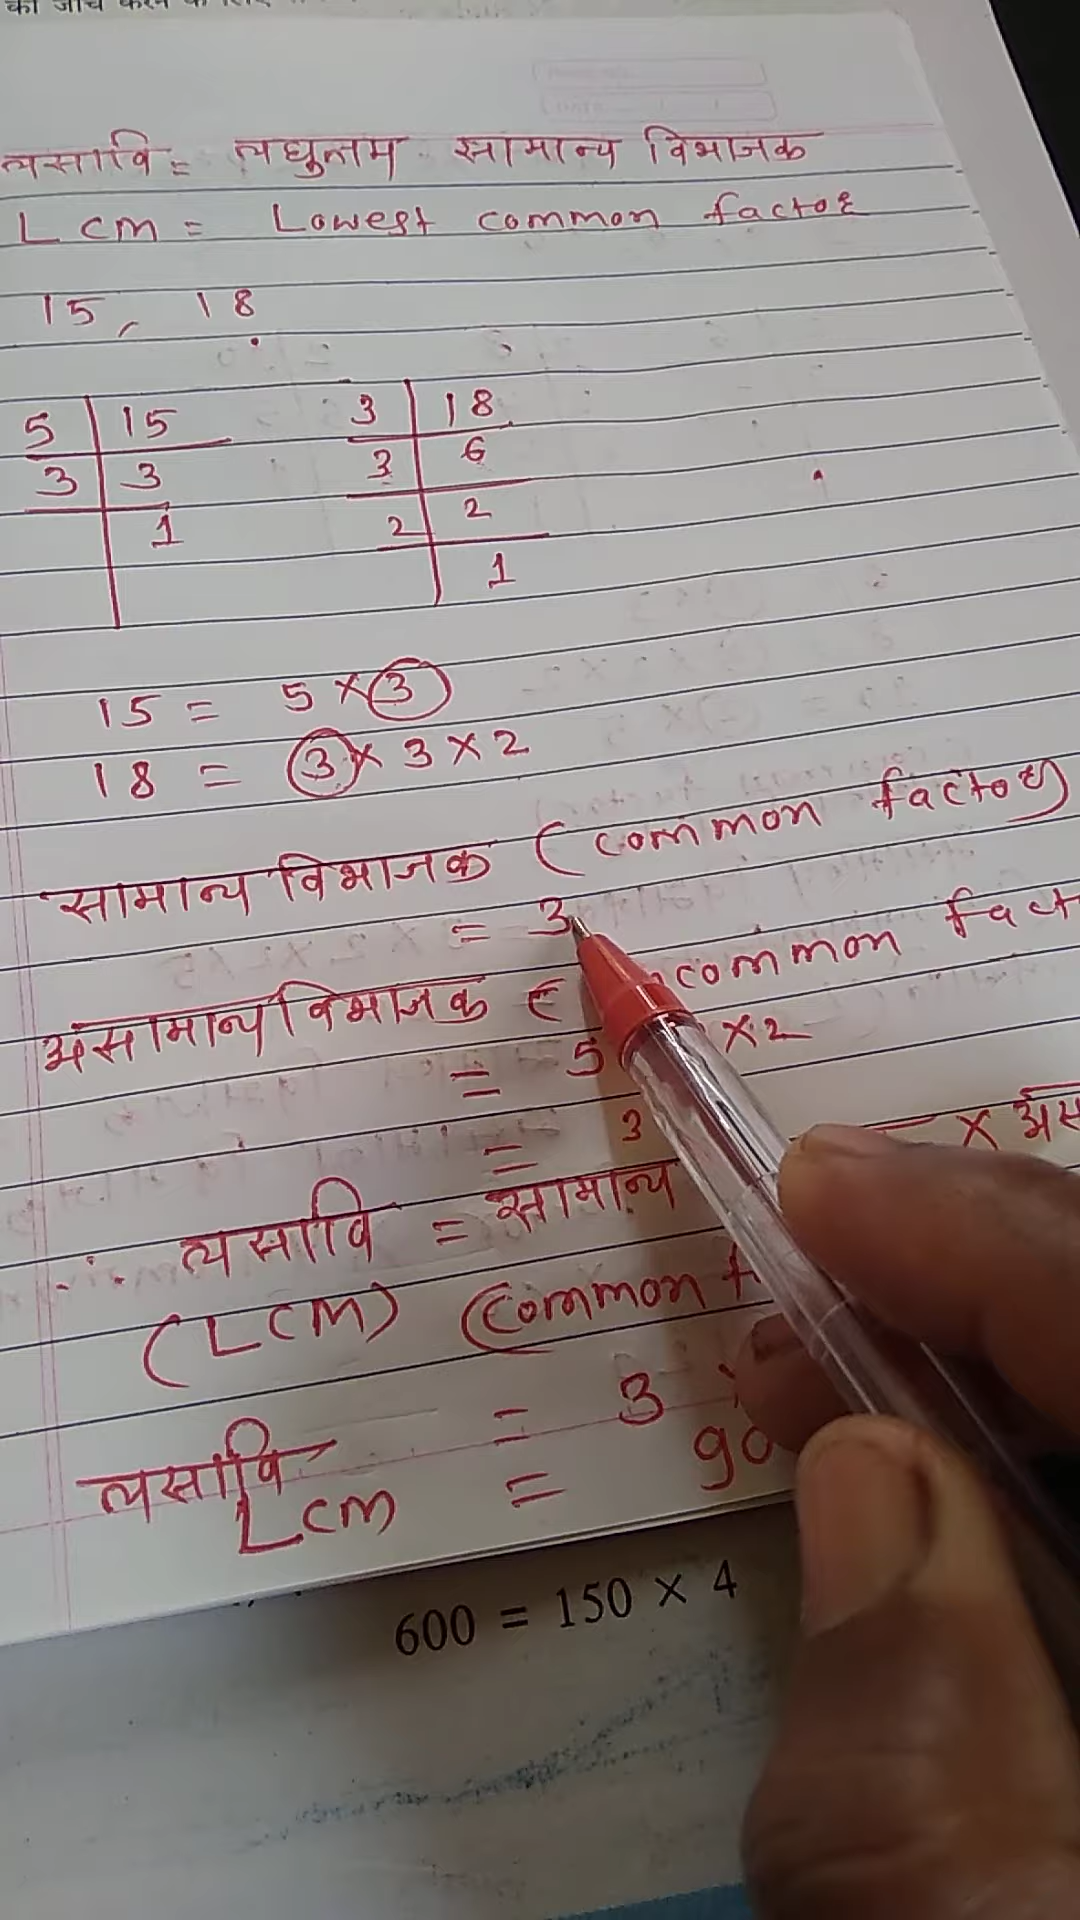 लसावि = लघुत्तम सामान्य विभाजक
L cm = Lowest common factor
15, 18
5 | 15
3 | 3
1
3 | 18
3 | 6
2 | 2
1
15 = 5 × 3
18 = 3 × 3 × 2
सामान्य विभाजक (common factor)
= 3
असामान्य विभाजक common
= 5 × 2
= 3
∴ लसावि = सामान्य ×
(LCM) (common
= 3
लसावि
LCM = 90
600 = 150 × 4